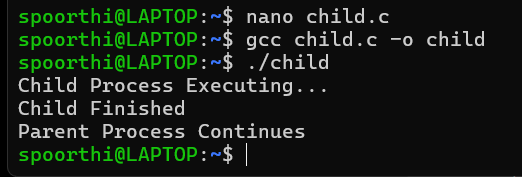 spoorthi@LAPTOP:~$ nano child.c
spoorthi@LAPTOP:~$ gcc child.c -o child
spoorthi@LAPTOP:~$ ./child
Child Process Executing...
Child Finished
Parent Process Continues
spoorthi@LAPTOP:~$